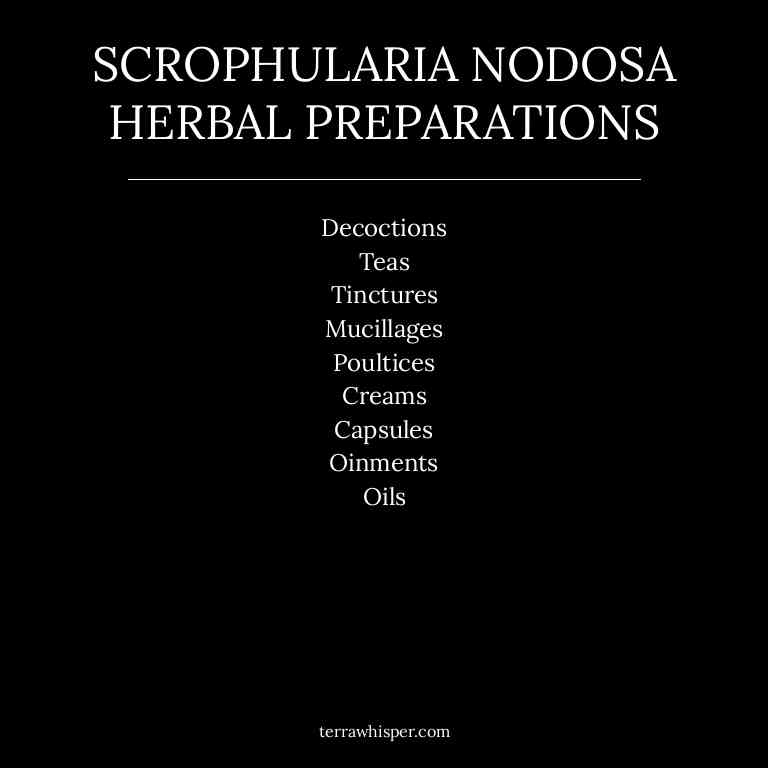 SCROPHULARIA NODOSA
HERBAL PREPARATIONS
Decoctions
Teas
Tinctures
Mucillages
Poultices
Creams
Capsules
Oinments
Oils
terrawhisper.com